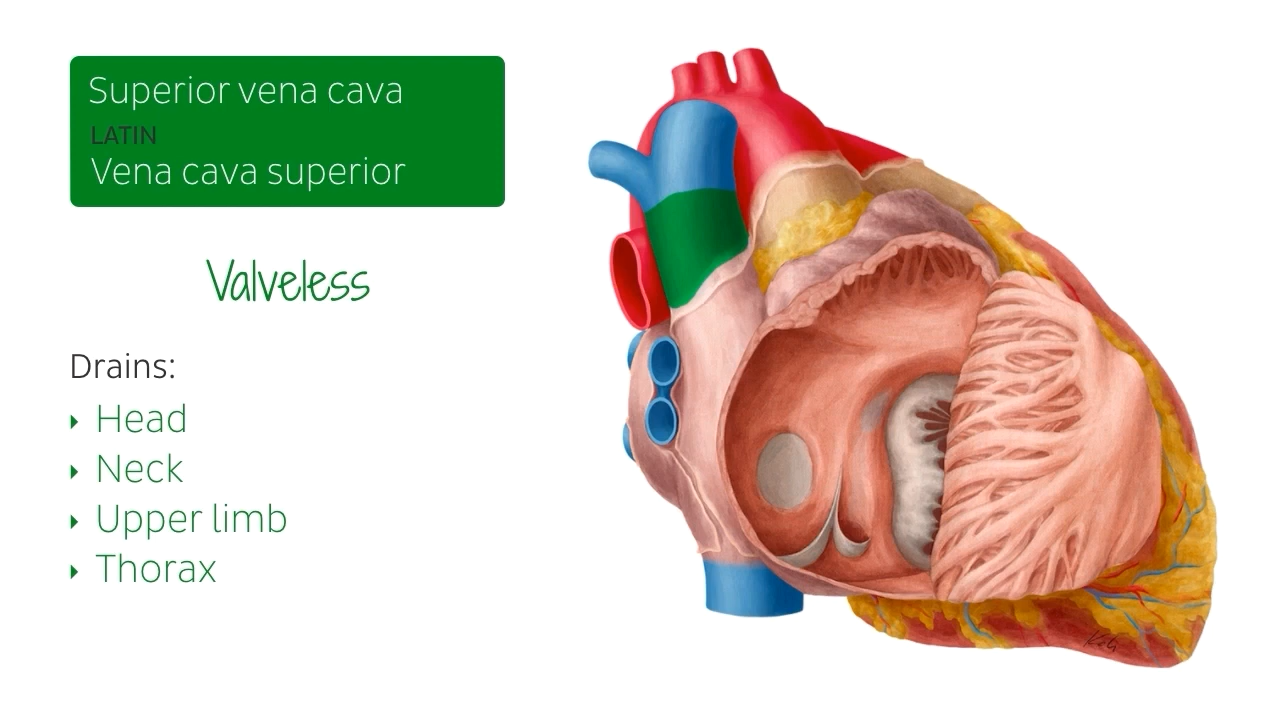 Superior vena cava
LATIN
Vena cava superior
Valveless
Drains:
Head
Neck
Upper limb
Thorax